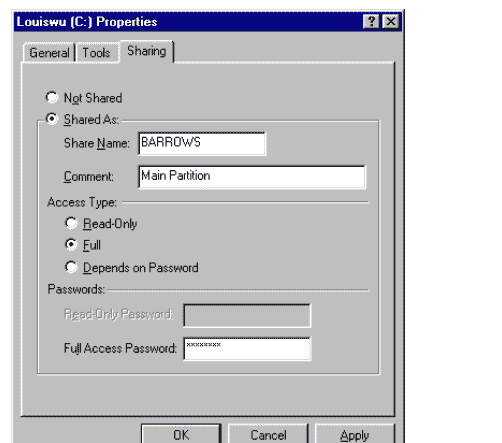 Louiswu (C:) Properties
General Tools Sharing
Not Shared
Shared As:
Share Name: BARROWS
Comment: Main Partition
Access Type:
Read-Only
Full
Depends on Password
Passwords:
Read-Only Password:
Full Access Password: ********
OK Cancel Apply